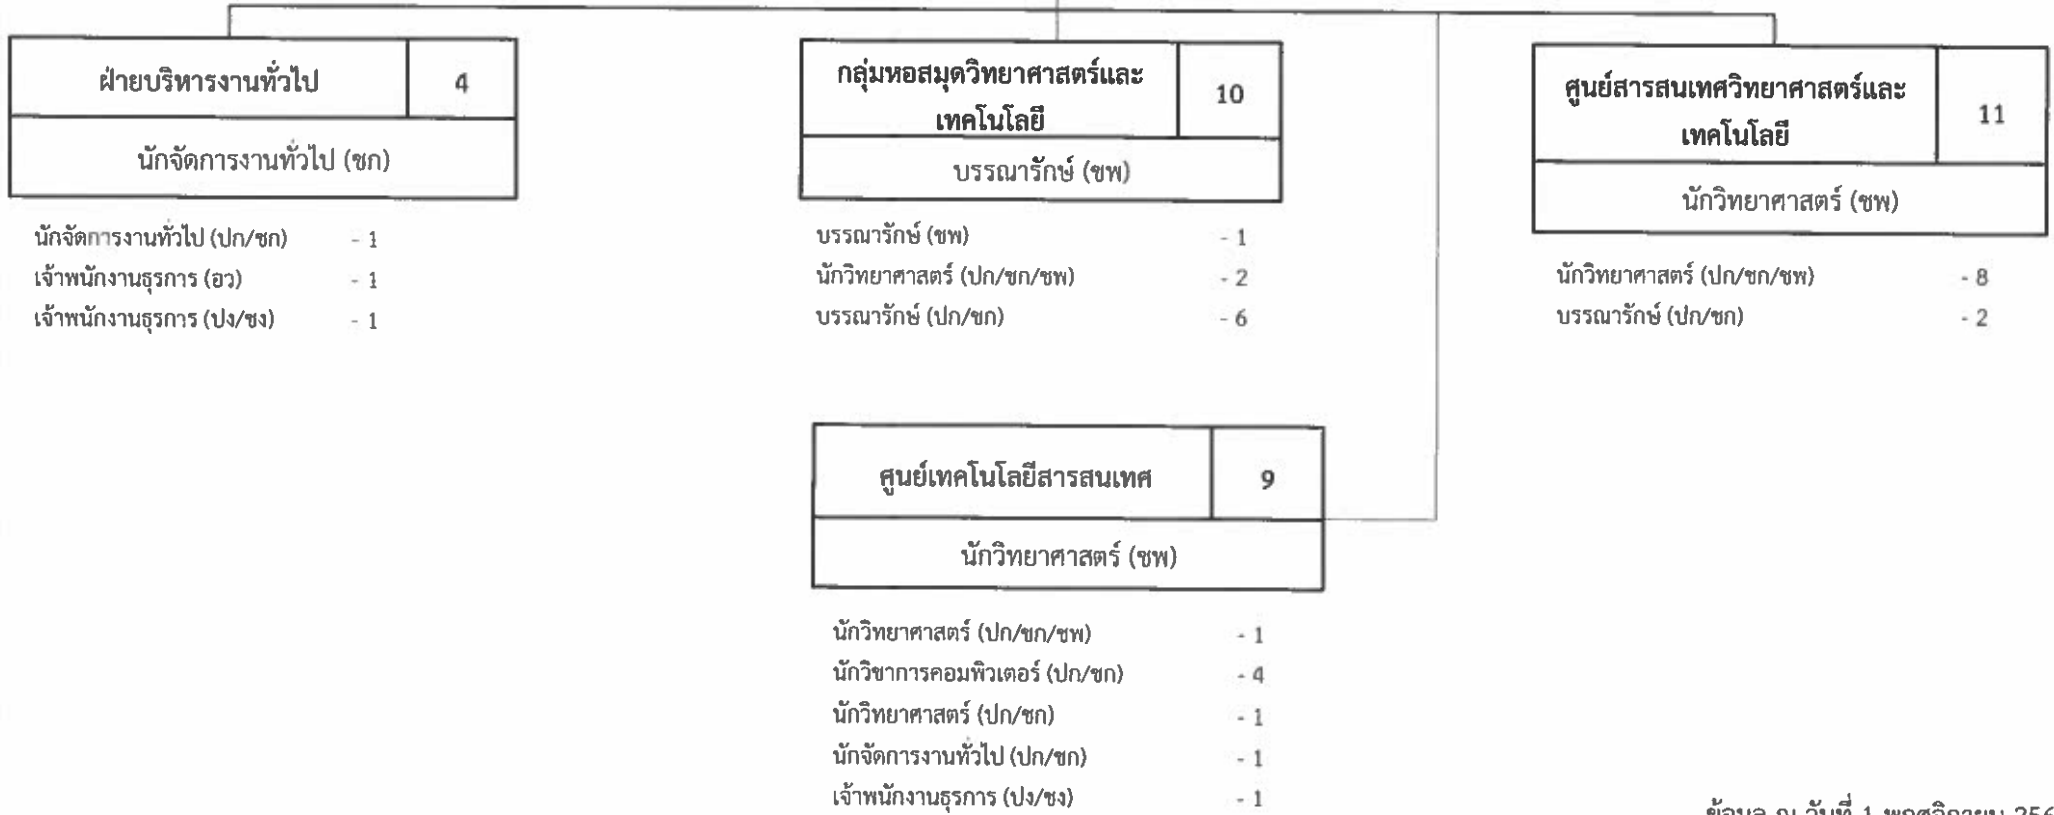 ฝ่ายบริหารงานทั่วไป 4
นักจัดการงานทั่วไป (ชก)
นักจัดการงานทั่วไป (ปก/ชก) - 1
เจ้าพนักงานธุรการ (อว) - 1
เจ้าพนักงานธุรการ (ปง/ชง) - 1
กลุ่มหอสมุดวิทยาศาสตร์และ
เทคโนโลยี 10
บรรณารักษ์ (ชพ)
บรรณารักษ์ (ชพ) - 1
นักวิทยาศาสตร์ (ปก/ชก/ชพ) - 2
บรรณารักษ์ (ปก/ชก) - 6
ศูนย์สารสนเทศวิทยาศาสตร์และ
เทคโนโลยี 11
นักวิทยาศาสตร์ (ชพ)
นักวิทยาศาสตร์ (ปก/ชก/ชพ) - 8
บรรณารักษ์ (ปก/ชก) - 2
ศูนย์เทคโนโลยีสารสนเทศ 9
นักวิทยาศาสตร์ (ชพ)
นักวิทยาศาสตร์ (ปก/ชก/ชพ) - 1
นักวิชาการคอมพิวเตอร์ (ปก/ชก) - 4
นักวิทยาศาสตร์ (ปก/ชก) - 1
นักจัดการงานทั่วไป (ปก/ชก) - 1
เจ้าพนักงานธุรการ (ปง/ชง) - 1
ข้อมูล ณ วันที่ 1 พฤศจิกายน 256